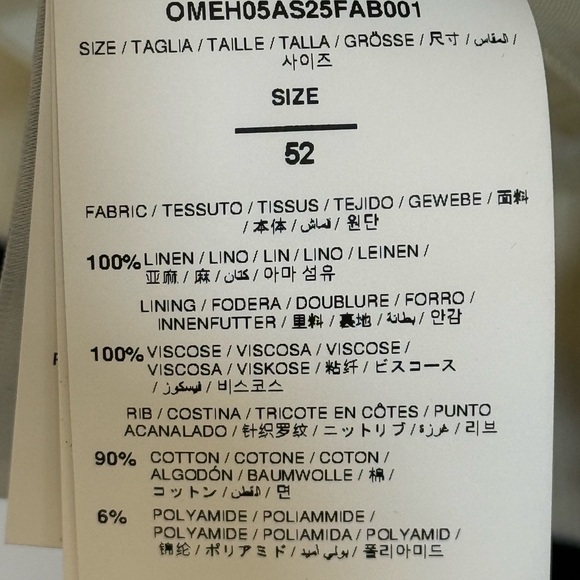 OMEH05AS25FAB001
SIZE / TAGLIA / TAILLE / TALLA / GRÖSSE / 尺寸 / المقاس /
사이즈
SIZE
52
FABRIC / TESSUTO / TISSUS / TEJIDO / GEWEBE / 面料
/ 本体 / قماش / 원단
100% LINEN / LINO / LIN / LINO / LEINEN /
亚麻 / 麻 / كتان / 아마 섬유
LINING / FODERA / DOUBLURE / FORRO /
INNENFUTTER / 里料 / 裏地 / بطانة / 안감
100% VISCOSE / VISCOSA / VISCOSE /
VISCOSA / VISKOSE / 粘纤 / ビスコース
/ فيسكوز / 비스코스
RIB / COSTINA / TRICOTE EN CÔTES / PUNTO
ACANALADO / 针织罗纹 / ニットリブ / غرزة / 리브
90% COTTON / COTONE / COTON /
ALGODÓN / BAUMWOLLE / 棉 /
コットン / القطن / 면
6% POLYAMIDE / POLIAMMIDE /
POLYAMIDE / POLIAMIDA / POLYAMID /
锦纶 / ポリアミド / بولي أميد / 폴리아미드